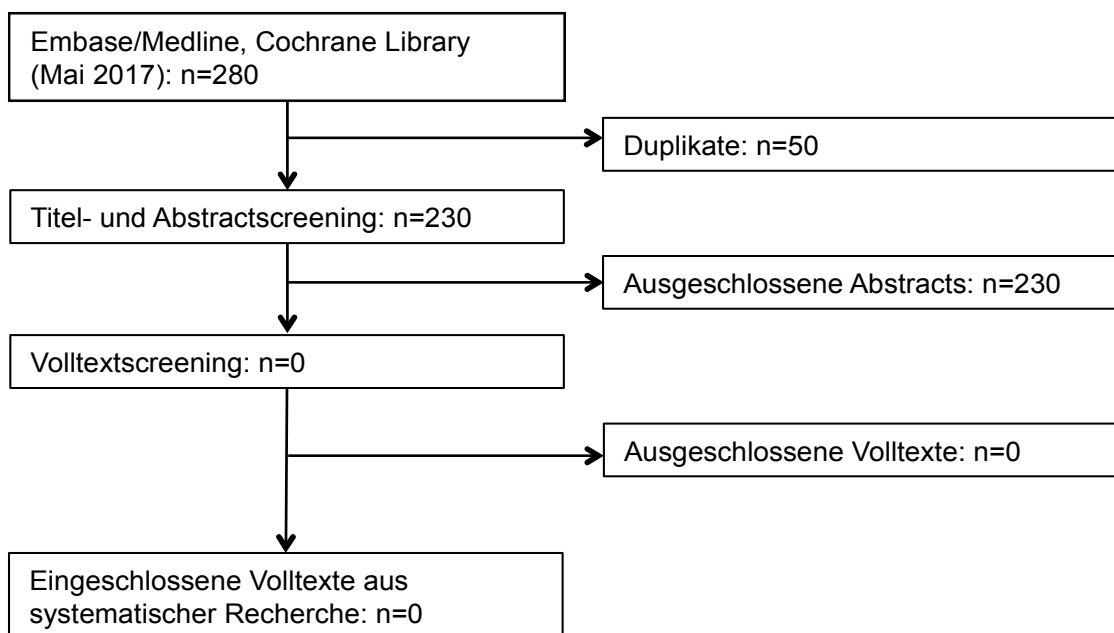 Embase/Medline, Cochrane Library
(Mai 2017): n=280
Duplikate: n=50
Titel- und Abstractscreening: n=230
Ausgeschlossene Abstracts: n=230
Volltextscreening: n=0
Ausgeschlossene Volltexte: n=0
Eingeschlossene Volltexte aus
systematischer Recherche: n=0